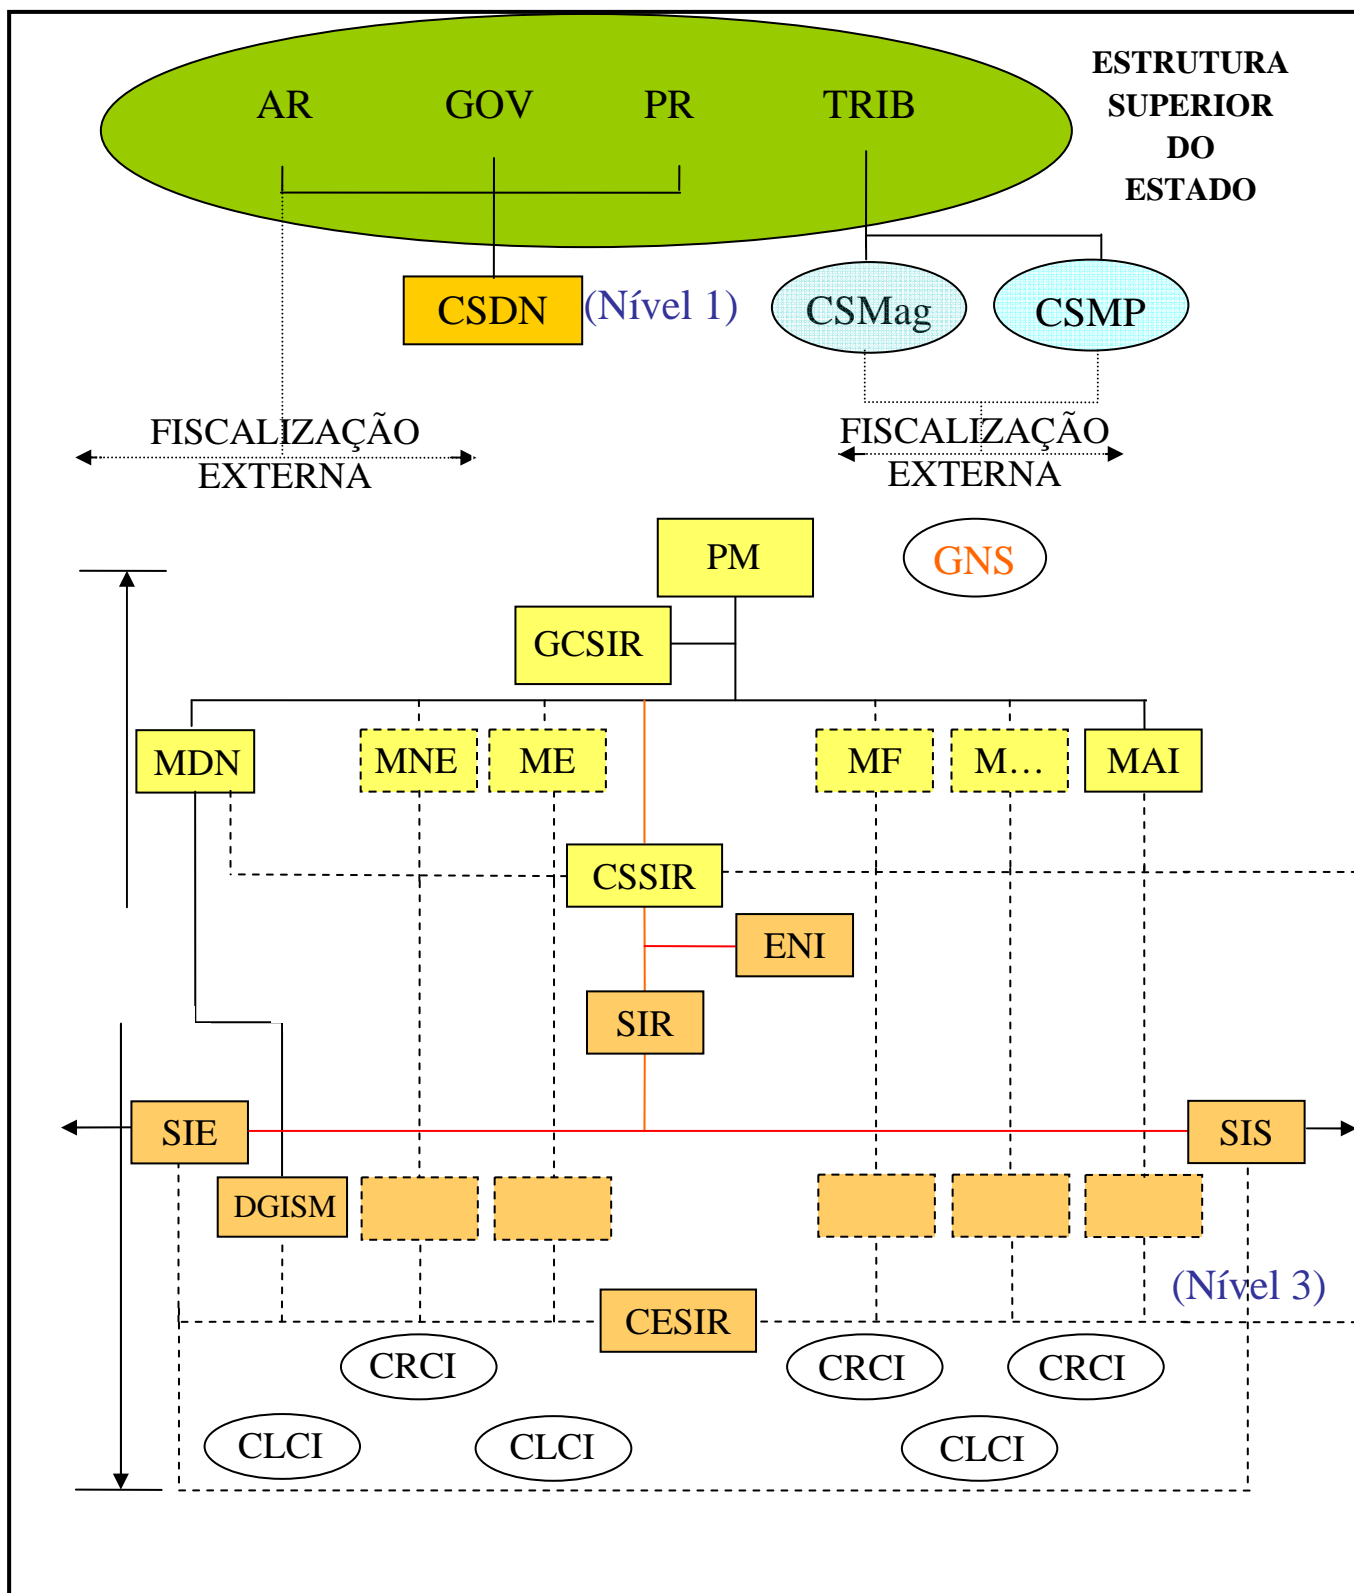 ESTRUTURA
SUPERIOR
DO
ESTADO
AR GOV PR TRIB
CSDN (Nível 1) CSMag CSMP
FISCALIZAÇÃO
EXTERNA
FISCALIZAÇÃO
EXTERNA
PM GNS
GCSIR
MDN MNE ME MF M… MAI
CSSIR
ENI
SIR
SIE SIS
DGISM
(Nível 3)
CESIR
CRCI CRCI CRCI
CLCI CLCI CLCI